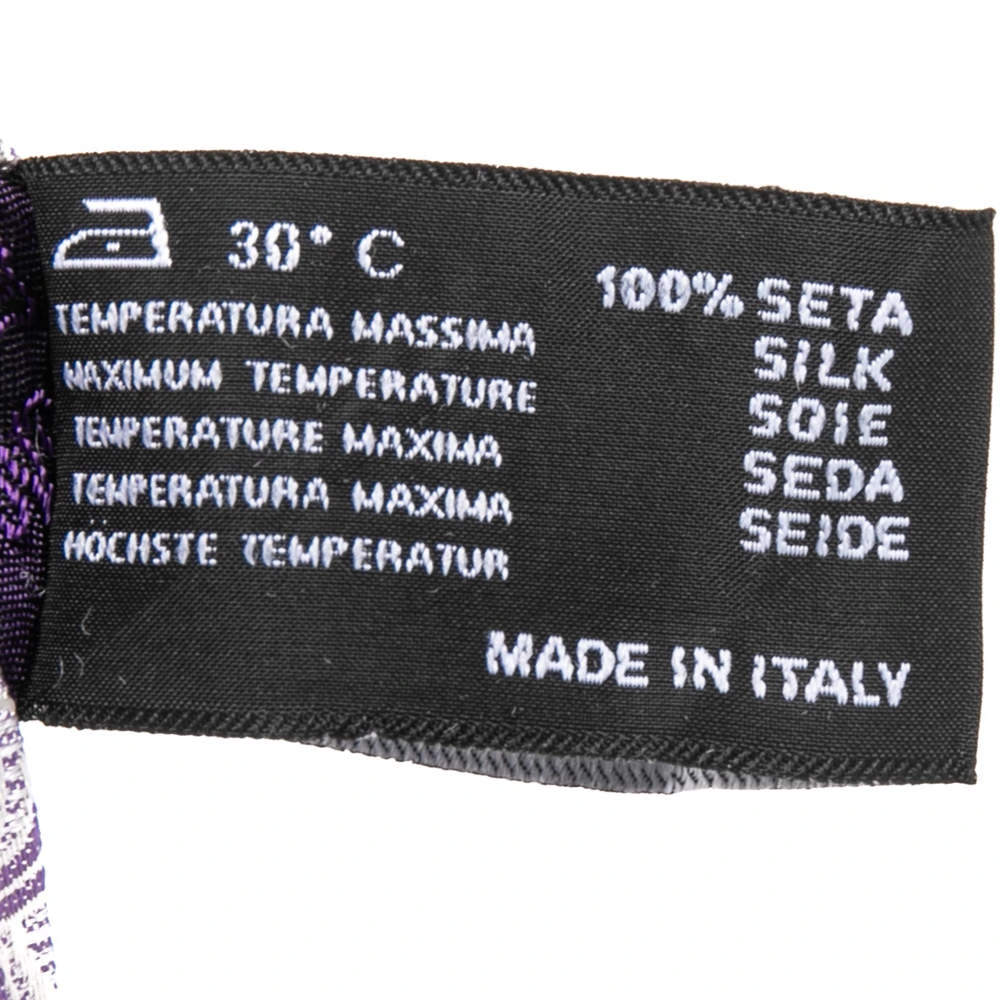 30° C
TEMPERATURA MASSIMA
MAXIMUM TEMPERATURE
TEMPERATURE MAXIMA
TEMPERATURA MAXIMA
HÖCHSTE TEMPERATUR
100% SETA
SILK
SOIE
SEDA
SEIDE
MADE IN ITALY